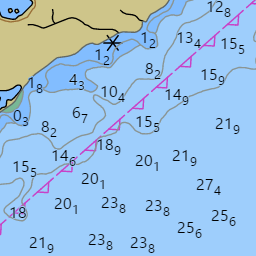 12₈
1₂ 13₄ 15₅
1₂
8₂ 15₉
1₈ 4₃
10₄ 14₉
0₃ 6₇
8₂ 15₅ 21₉
18₉
14₆ 20₁ 21₉
15₅
20₁ 27₄
18 20₁ 23₈ 23₈
25₆
25₆
21₉ 23₈ 23₈